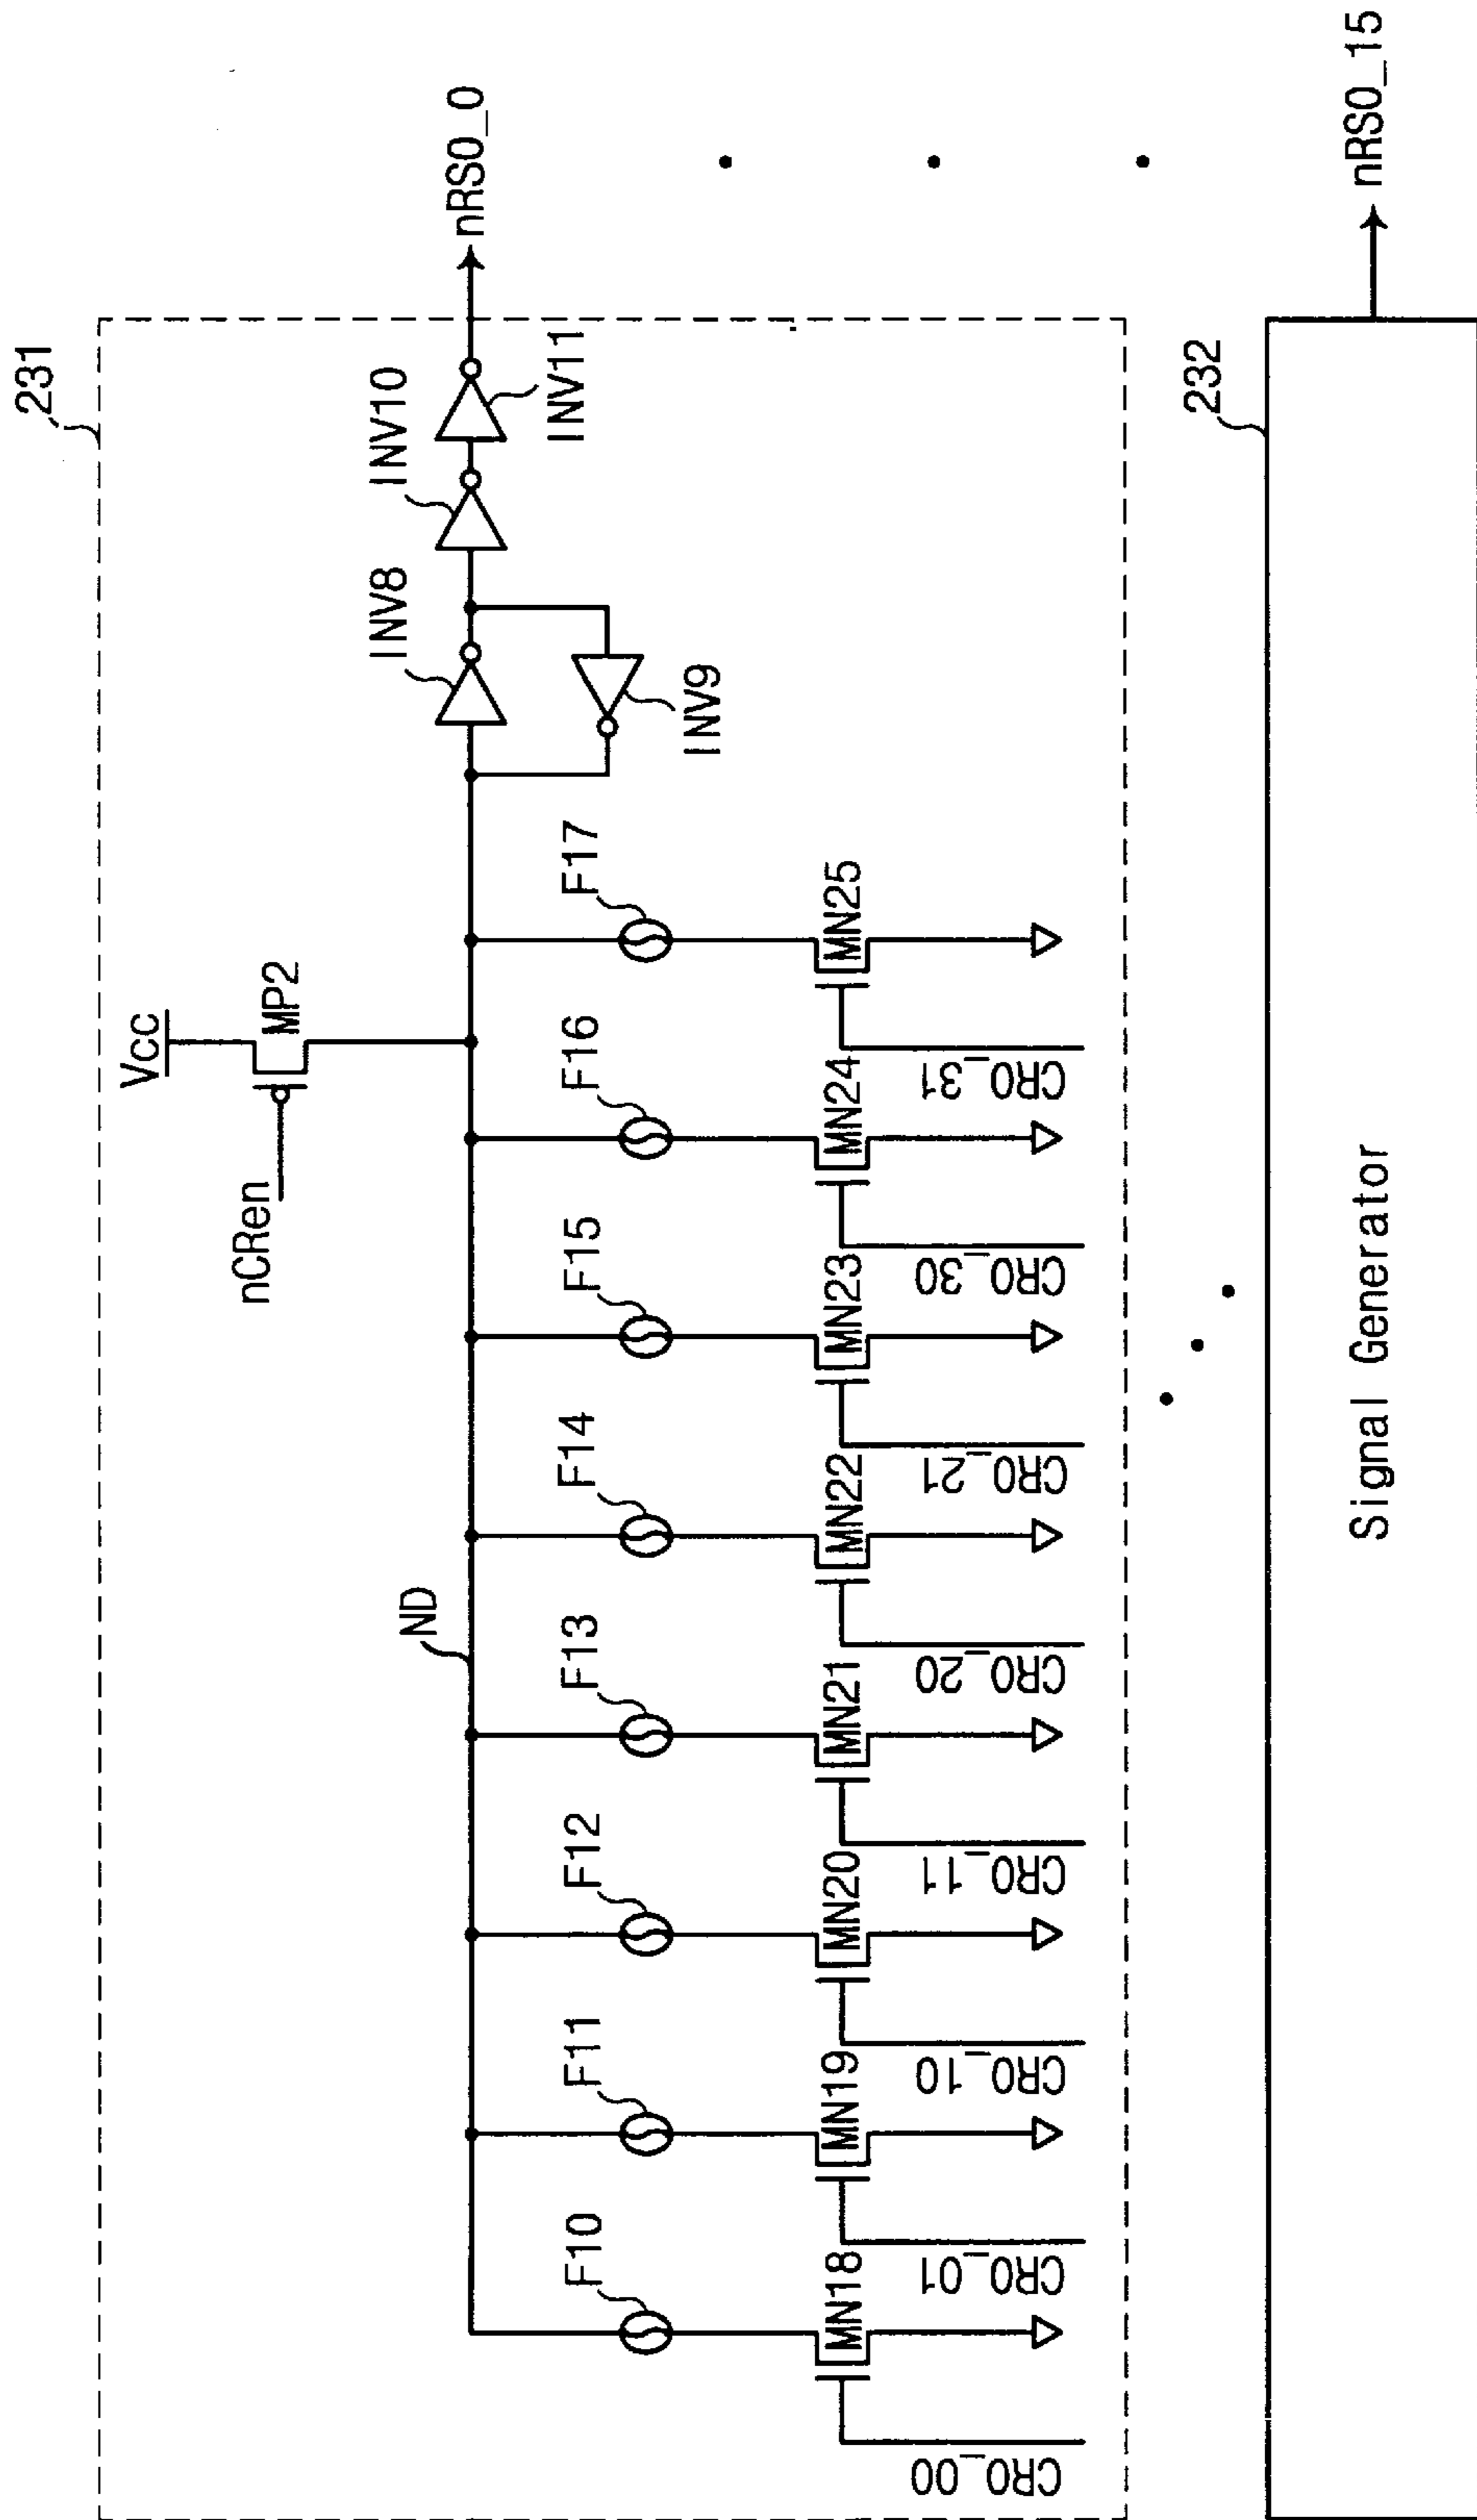 231
Vcc
MP2
nCRen
ND
INV8
INV10
INV11
INV9
nRS0_0
F10
F11
F12
F13
F14
F15
F16
F17
MN18
MN19
MN20
MN21
MN22
MN23
MN24
MN25
CR0_00
CR0_01
CR0_10
CR0_11
CR0_20
CR0_21
CR0_30
CR0_31
232
Signal Generator
nRS0_15